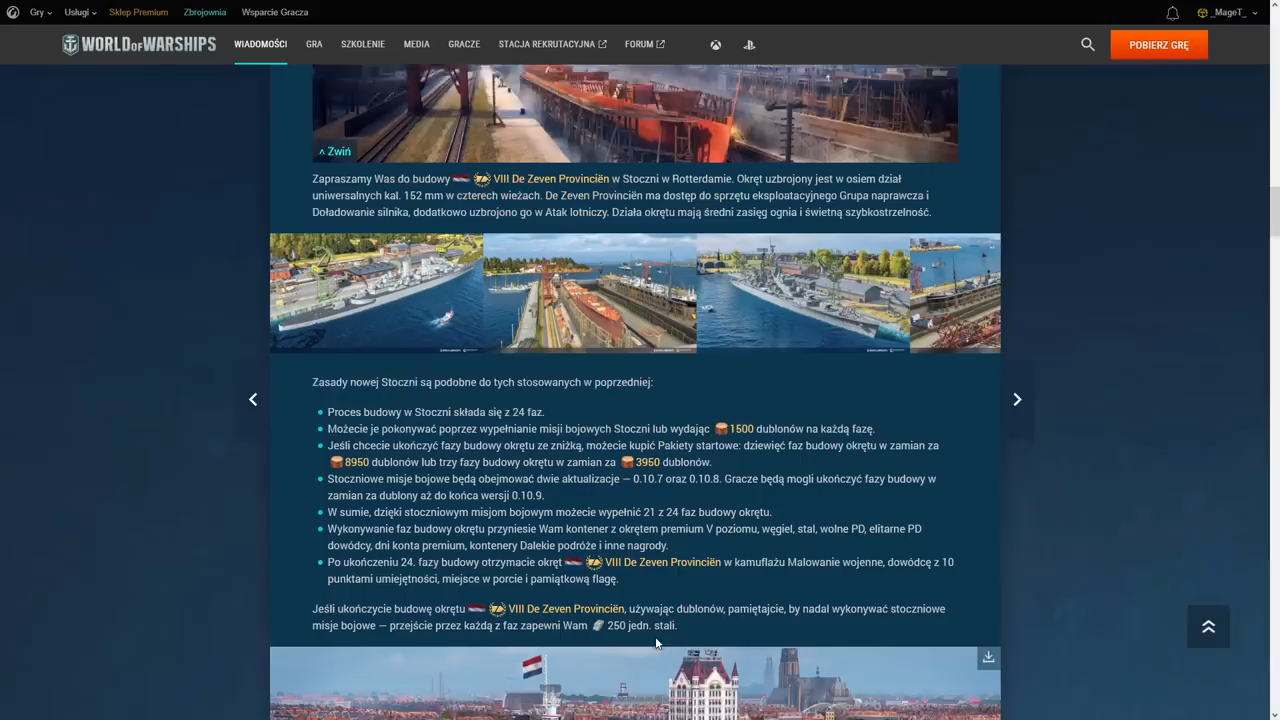 Gry
Usługi
Sklep Premium
Zbrojownia
Wsparcie Gracza
_MageT_
WORLD OF WARSHIPS
WIADOMOŚCI
GRA
SZKOLENIE
MEDIA
GRACZE
STACJA REKRUTACYJNA
FORUM
POBIERZ GRĘ
^ Zwiń
Zapraszamy Was do budowy VIII De Zeven Provinciën w Stoczni w Rotterdamie. Okręt uzbrojony jest w osiem dział
uniwersalnych kal. 152 mm w czterech wieżach. De Zeven Provinciën ma dostęp do sprzętu eksploatacyjnego Grupa naprawcza i
Doładowanie silnika, dodatkowo uzbrojono go w Atak lotniczy. Działa okrętu mają średni zasięg ognia i świetną szybkostrzelność.
Zasady nowej Stoczni są podobne do tych stosowanych w poprzedniej:
Proces budowy w Stoczni składa się z 24 faz.
Możecie je pokonywać poprzez wypełnianie misji bojowych Stoczni lub wydając 1500 dublonów na każdą fazę.
Jeśli chcecie ukończyć fazy budowy okrętu ze zniżką, możecie kupić Pakiety startowe: dziewięć faz budowy okrętu w zamian za
8950 dublonów lub trzy fazy budowy okrętu w zamian za 3950 dublonów.
Stoczniowe misje bojowe będą obejmować dwie aktualizacje — 0.10.7 oraz 0.10.8. Gracze będą mogli ukończyć fazy budowy w
zamian za dublony aż do końca wersji 0.10.9.
W sumie, dzięki stoczniowym misjom bojowym możecie wypełnić 21 z 24 faz budowy okrętu.
Wykonywanie faz budowy okrętu przyniesie Wam kontener z okrętem premium V poziomu, węgiel, stal, wolne PD, elitarne PD
dowódcy, dni konta premium, kontenery Dalekie podróże i inne nagrody.
Po ukończeniu 24. fazy budowy otrzymacie okręt VIII De Zeven Provinciën w kamuflażu Malowanie wojenne, dowódcę z 10
punktami umiejętności, miejsce w porcie i pamiątkową flagę.
Jeśli ukończycie budowę okrętu VIII De Zeven Provinciën, używając dublonów, pamiętajcie, by nadal wykonywać stoczniowe
misje bojowe — przejście przez każdą z faz zapewni Wam 250 jedn. stali.